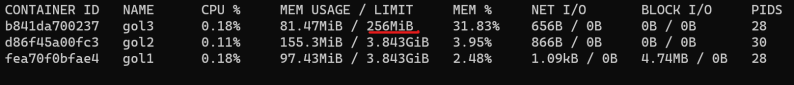 CONTAINER ID NAME CPU % MEM USAGE / LIMIT MEM % NET I/O BLOCK I/O PIDS
b841da700237 gol3 0.18% 81.47MiB / 256MiB 31.83% 656B / 0B 0B / 0B 28
d86f45a00fc3 gol2 0.11% 155.3MiB / 3.843GiB 3.95% 866B / 0B 0B / 0B 30
fea70f0bfae4 gol1 0.18% 97.43MiB / 3.843GiB 2.48% 1.09kB / 0B 4.74MB / 0B 28